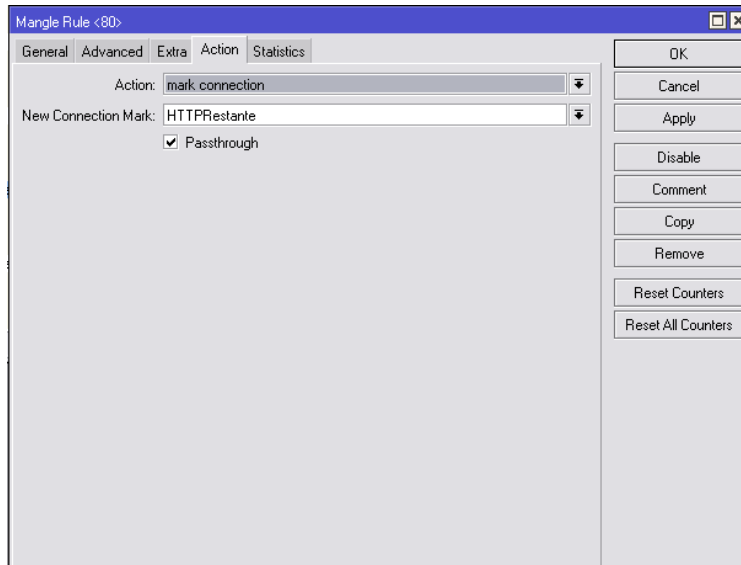 Mangle Rule <80>
General Advanced Extra Action Statistics
Action: mark connection
New Connection Mark: HTTPRestante
Passthrough
OK
Cancel
Apply
Disable
Comment
Copy
Remove
Reset Counters
Reset All Counters